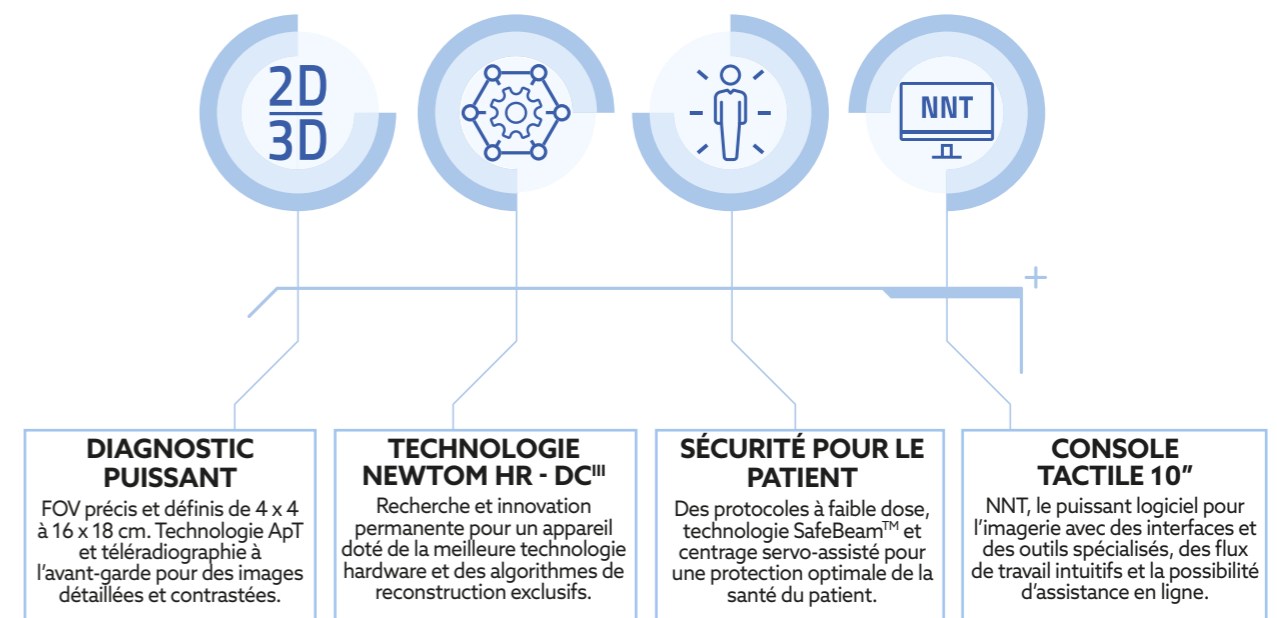 2D
3D
NNT
DIAGNOSTIC
PUISSANT
FOV précis et définis de 4 x 4
à 16 x 18 cm. Technologie ApT
et téléradiographie à
l’avant-garde pour des images
détaillées et contrastées.
TECHNOLOGIE
NEWTOM HR - DCᴵᴵᴵ
Recherche et innovation
permanente pour un appareil
doté de la meilleure technologie
hardware et des algorithmes de
reconstruction exclusifs.
SÉCURITÉ POUR LE
PATIENT
Des protocoles à faible dose,
technologie SafeBeam™ et
centrage servo-assisté pour
une protection optimale de la
santé du patient.
CONSOLE
TACTILE 10”
NNT, le puissant logiciel pour
l’imagerie avec des interfaces et
des outils spécialisés, des flux
de travail intuitifs et la possibilité
d’assistance en ligne.